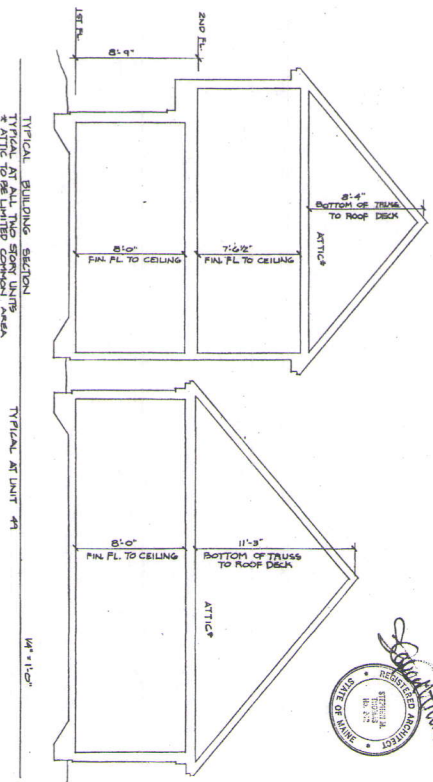 8'-4"
BOTTOM OF TRUSS
TO ROOF DECK
ATTIC*
2ND FL.
8'-9"
1ST FL.
7'-6½"
FIN. FL. TO CEILING
8'-0"
FIN. FL. TO CEILING
11'-3"
BOTTOM OF TRUSS
TO ROOF DECK
ATTIC*
8'-0"
FIN. FL. TO CEILING
TYPICAL BUILDING SECTION
TYPICAL AT ALL TWO STORY UNITS
* ATTIC TO BE LIMITED COMMON AREA
TYPICAL AT UNIT
¼" = 1'-0"
REGISTERED ARCHITECT
STATE OF MAINE